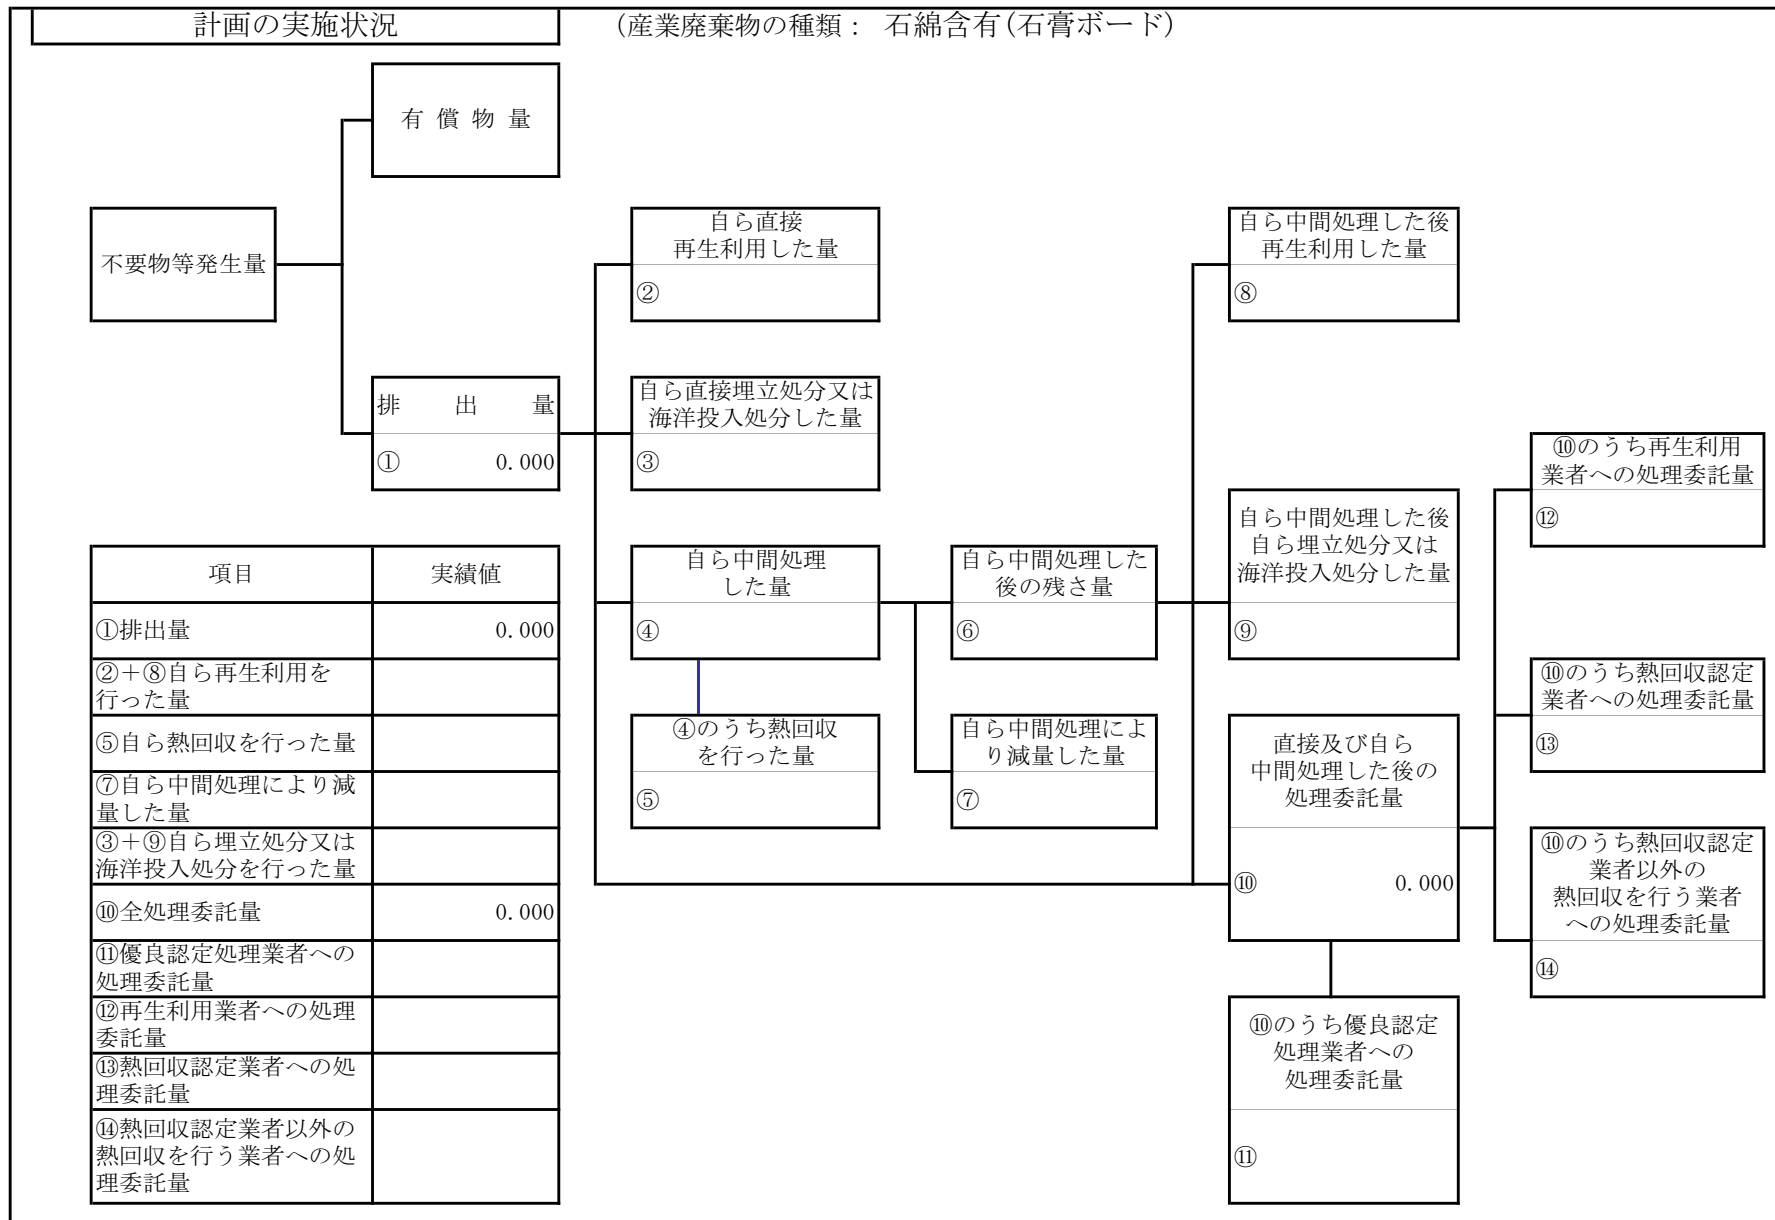 計画の実施状況
(産業廃棄物の種類： 石綿含有(石膏ボード)
有 償 物 量
不要物等発生量
自ら直接
再生利用した量
②
自ら中間処理した後
再生利用した量
⑧
排 出 量
① 0.000
自ら直接埋立処分又は
海洋投入処分した量
③
⑩のうち再生利用
業者への処理委託量
⑫
自ら中間処理した後
自ら埋立処分又は
海洋投入処分した量
⑨
自ら中間処理
した量
④
自ら中間処理した
後の残さ量
⑥
④のうち熱回収
を行った量
⑤
自ら中間処理によ
り減量した量
⑦
⑩のうち熱回収認定
業者への処理委託量
⑬
直接及び自ら
中間処理した後の
処理委託量
⑩ 0.000
⑩のうち熱回収認定
業者以外の
熱回収を行う業者
への処理委託量
⑭
⑩のうち優良認定
処理業者への
処理委託量
⑪
項目 実績値
①排出量 0.000
②＋⑧自ら再生利用を
行った量
⑤自ら熱回収を行った量
⑦自ら中間処理により減
量した量
③＋⑨自ら埋立処分又は
海洋投入処分を行った量
⑩全処理委託量 0.000
⑪優良認定処理業者への
処理委託量
⑫再生利用業者への処理
委託量
⑬熱回収認定業者への処
理委託量
⑭熱回収認定業者以外の
熱回収を行う業者への処
理委託量